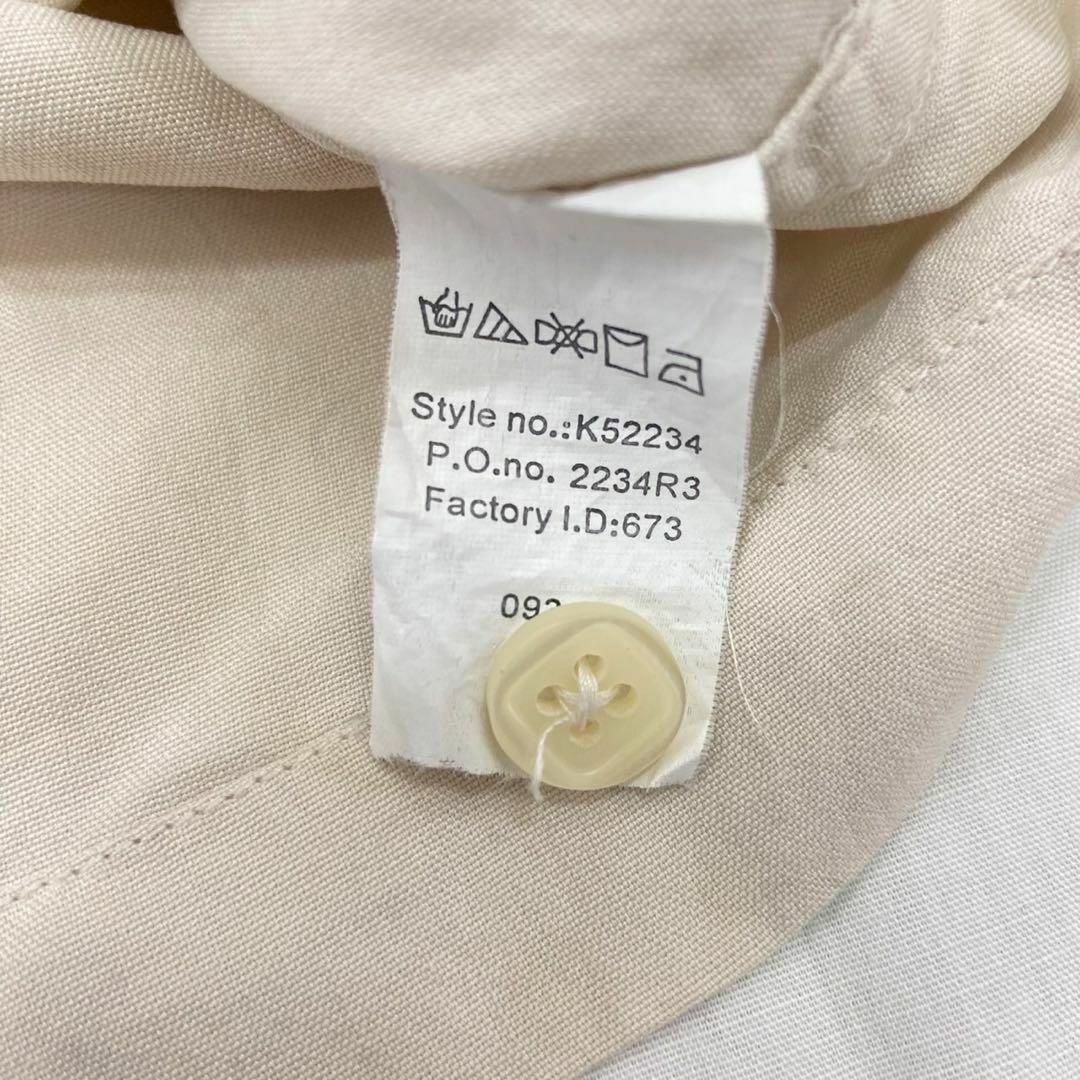 Style no.:K52234
P.O.no. 2234R3
Factory I.D:673